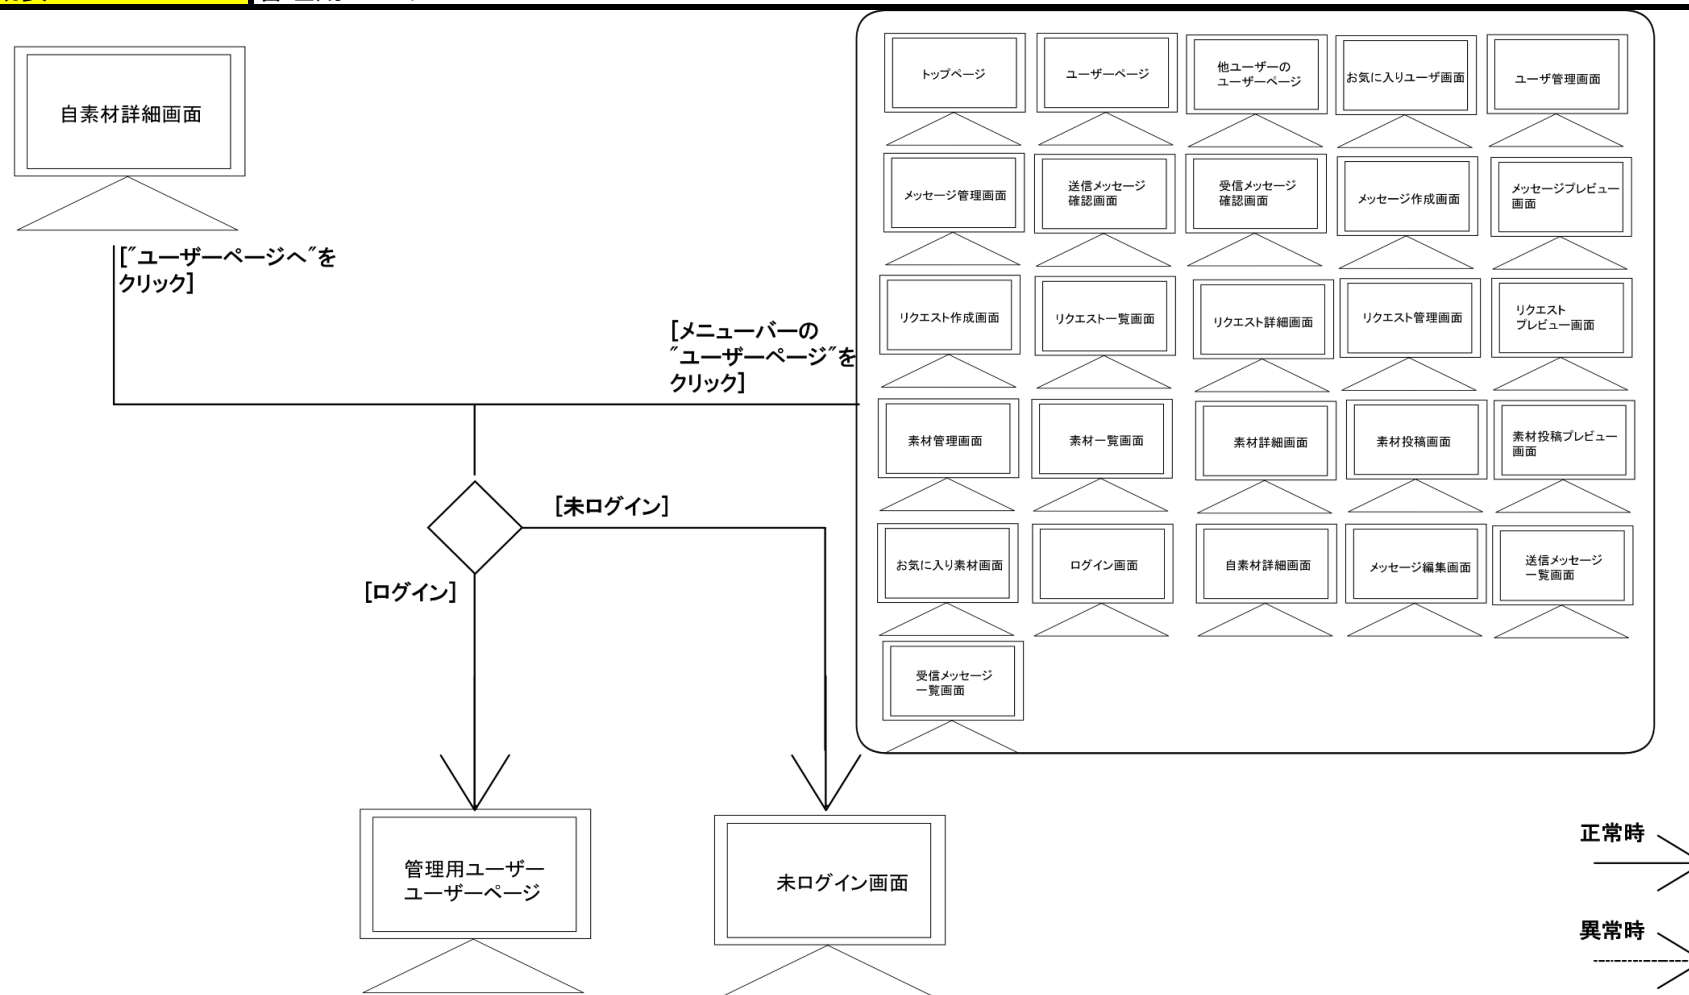 自素材詳細画面
["ユーザーページへ"を
クリック]
[メニューバーの
"ユーザーページ"を
クリック]
トップページ
ユーザーページ
他ユーザーの
ユーザーページ
お気に入りユーザ画面
ユーザ管理画面
メッセージ管理画面
送信メッセージ
確認画面
受信メッセージ
確認画面
メッセージ作成画面
メッセージプレビュー
画面
リクエスト作成画面
リクエスト一覧画面
リクエスト詳細画面
リクエスト管理画面
リクエスト
プレビュー画面
素材管理画面
素材一覧画面
素材詳細画面
素材投稿画面
素材投稿プレビュー
画面
お気に入り素材画面
ログイン画面
自素材詳細画面
メッセージ編集画面
送信メッセージ
一覧画面
受信メッセージ
一覧画面
[未ログイン]
[ログイン]
管理用ユーザー
ユーザーページ
未ログイン画面
正常時
異常時